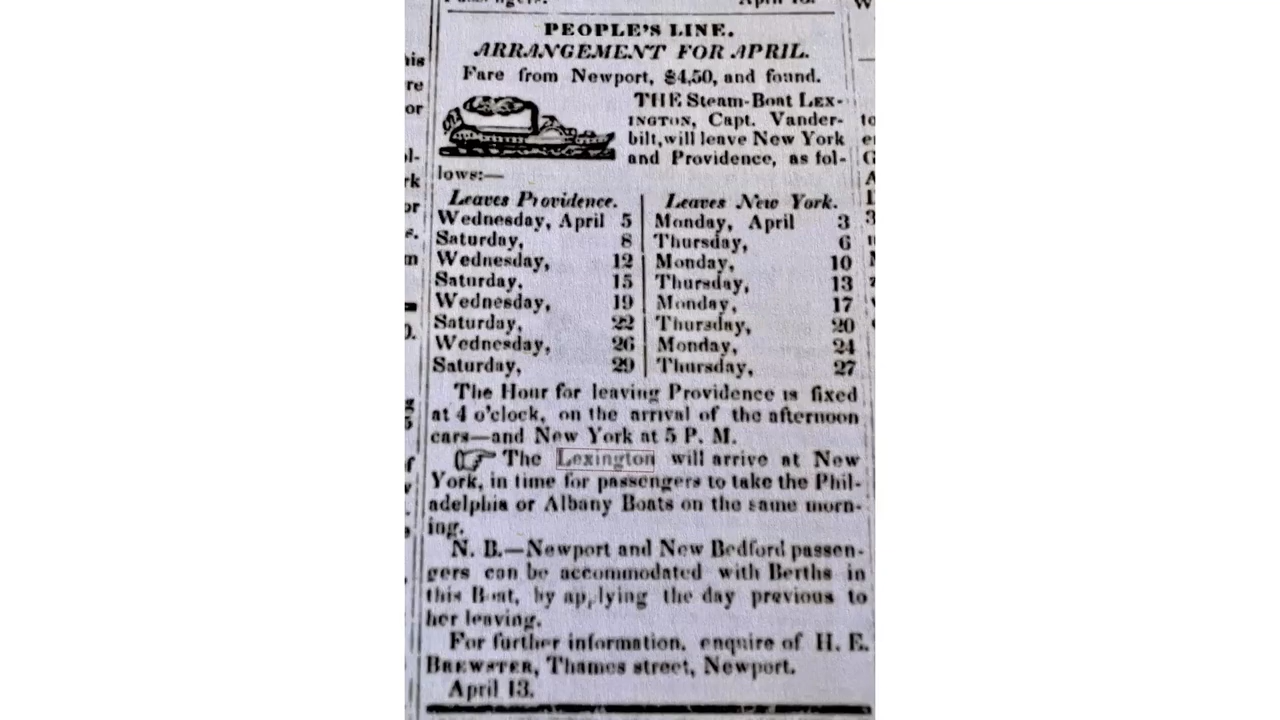 PEOPLE'S LINE.
ARRANGEMENT FOR APRIL.
Fare from Newport, $4,50, and found.
THE Steam-Boat LEX-
INGTON, Capt. Vander-
bilt, will leave New York
and Providence, as fol-
lows:—
Leaves Providence. Leaves New York.
Wednesday, April 5 Monday, April 3
Saturday, 8 Thursday, 6
Wednesday, 12 Monday, 10
Saturday, 15 Thursday, 13
Wednesday, 19 Monday, 17
Saturday, 22 Thursday, 20
Wednesday, 26 Monday, 24
Saturday, 29 Thursday, 27
The Hour for leaving Providence is fixed
at 4 o'clock, on the arrival of the afternoon
cars—and New York at 5 P. M.
The Lexington will arrive at New
York, in time for passengers to take the Phil-
adelphia or Albany Boats on the same morn-
ing.
N. B.—Newport and New Bedford passen-
gers can be accommodated with Berths in
this Boat, by applying the day previous to
her leaving.
For further information, enquire of H. E.
BREWSTER, Thames street, Newport.
April 13.